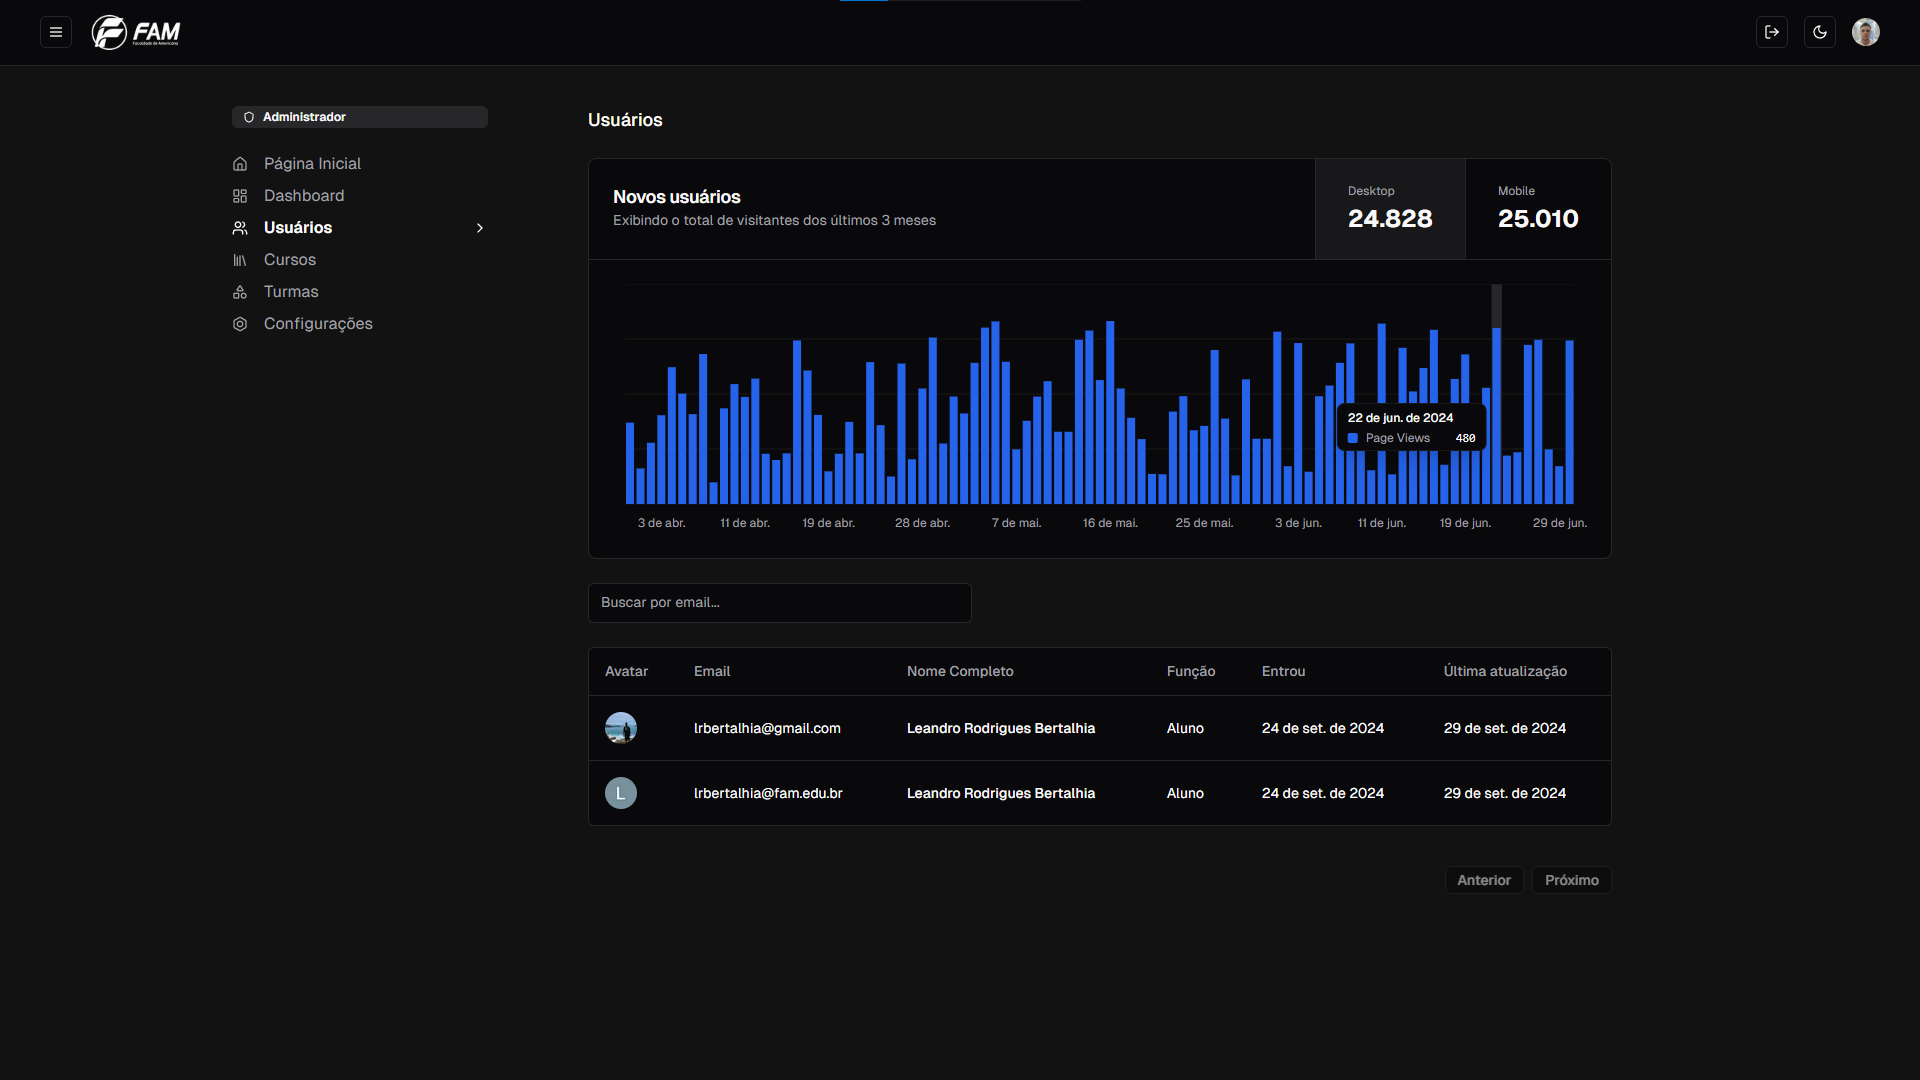 FAM
Faculdade de Americana
Administrador
Página Inicial
Dashboard
Usuários
Cursos
Turmas
Configurações
Usuários
Novos usuários
Exibindo o total de visitantes dos últimos 3 meses
Desktop
24.828
Mobile
25.010
22 de jun. de 2024
Page Views 480
3 de abr. 11 de abr. 19 de abr. 28 de abr. 7 de mai. 16 de mai. 25 de mai. 3 de jun. 11 de jun. 19 de jun. 29 de jun.
Buscar por email...
Avatar Email Nome Completo Função Entrou Última atualização
lrbertalhia@gmail.com Leandro Rodrigues Bertalhia Aluno 24 de set. de 2024 29 de set. de 2024
L lrbertalhia@fam.edu.br Leandro Rodrigues Bertalhia Aluno 24 de set. de 2024 29 de set. de 2024
Anterior Próximo